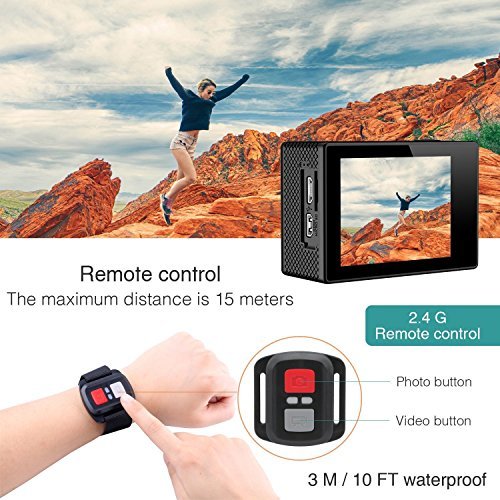 Remote control
The maximum distance is 15 meters
2.4 G
Remote control
Photo button
Video button
3 M / 10 FT waterproof